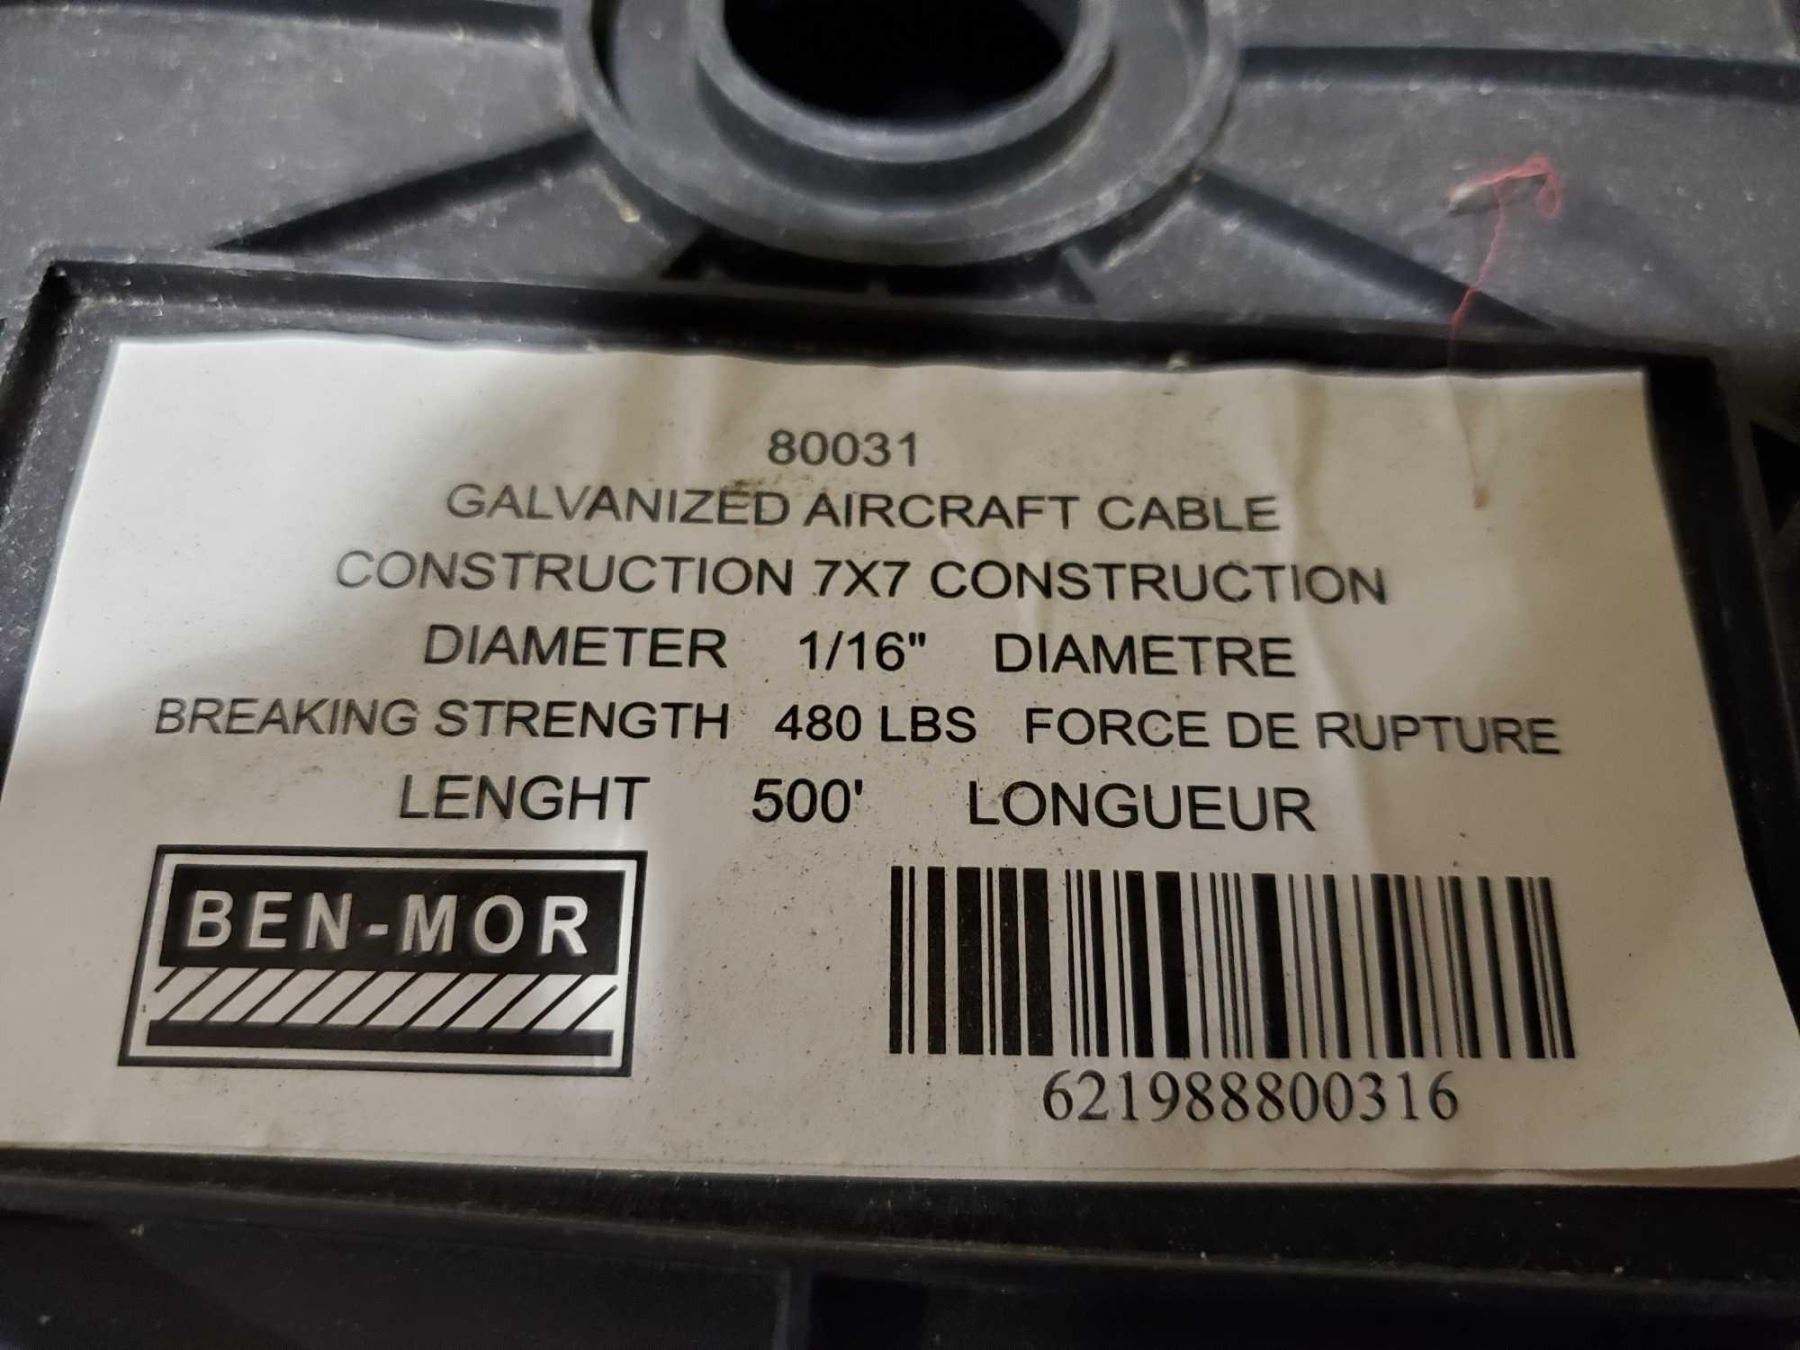 80031
GALVANIZED AIRCRAFT CABLE
CONSTRUCTION 7X7 CONSTRUCTION
DIAMETER 1/16" DIAMETRE
BREAKING STRENGTH 480 LBS FORCE DE RUPTURE
LENGHT 500' LONGUEUR
BEN-MOR
621988800316